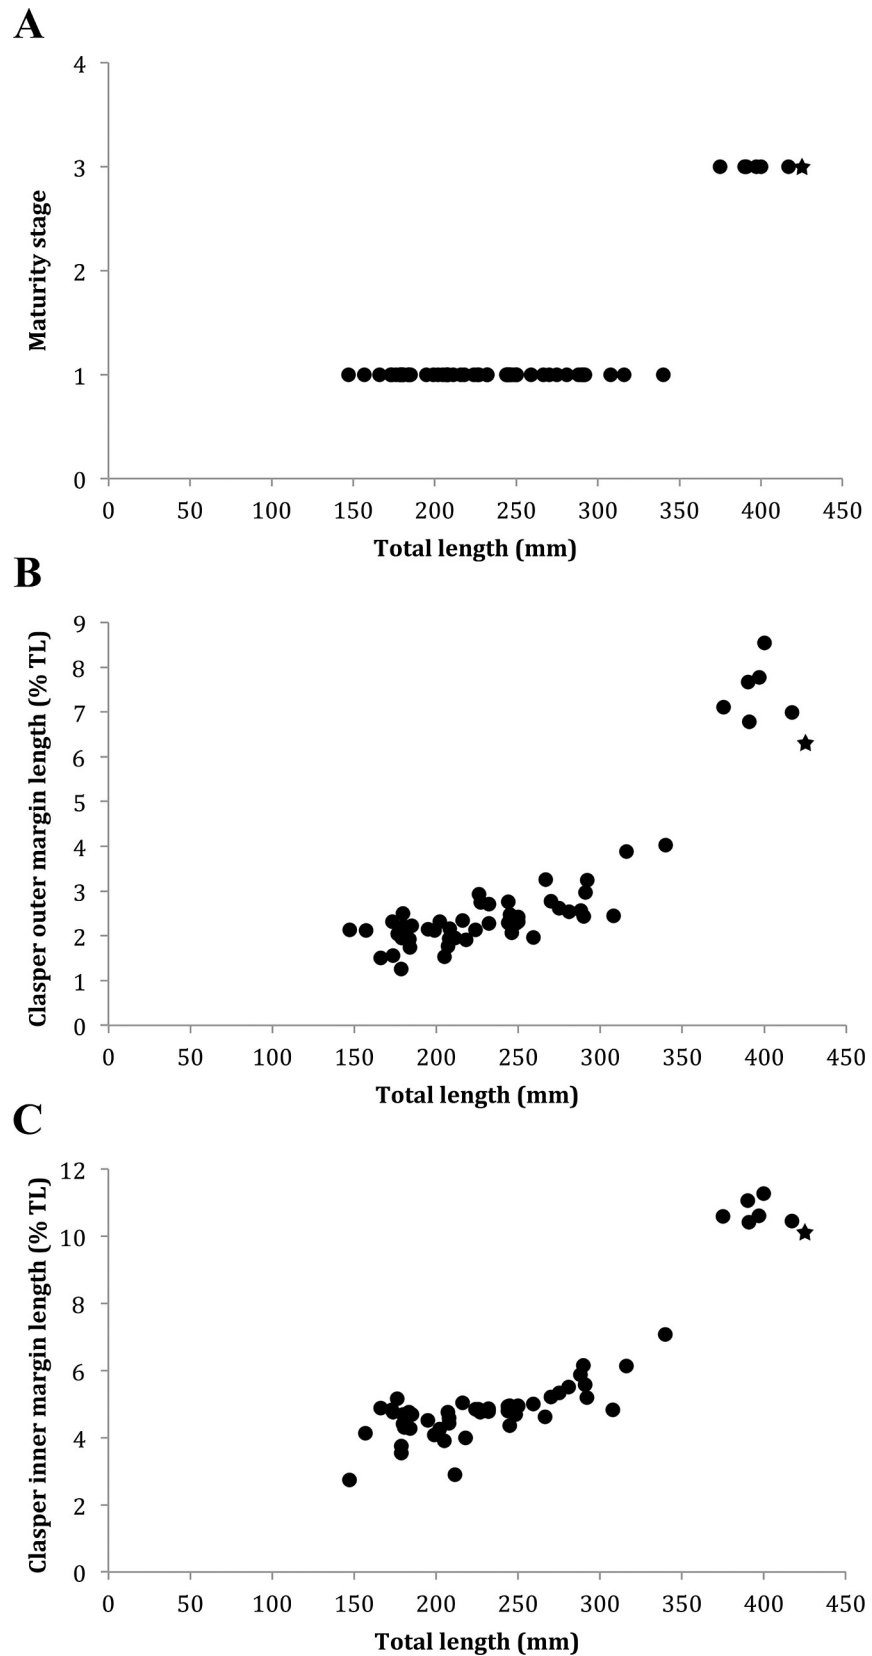 A
4
3
2
1
0
Maturity stage
0 50 100 150 200 250 300 350 400 450
Total length (mm)
B
9
8
7
6
5
4
3
2
1
0
Clasper outer margin length (% TL)
0 50 100 150 200 250 300 350 400 450
Total length (mm)
C
12
10
8
6
4
2
0
Clasper inner margin length (% TL)
0 50 100 150 200 250 300 350 400 450
Total length (mm)